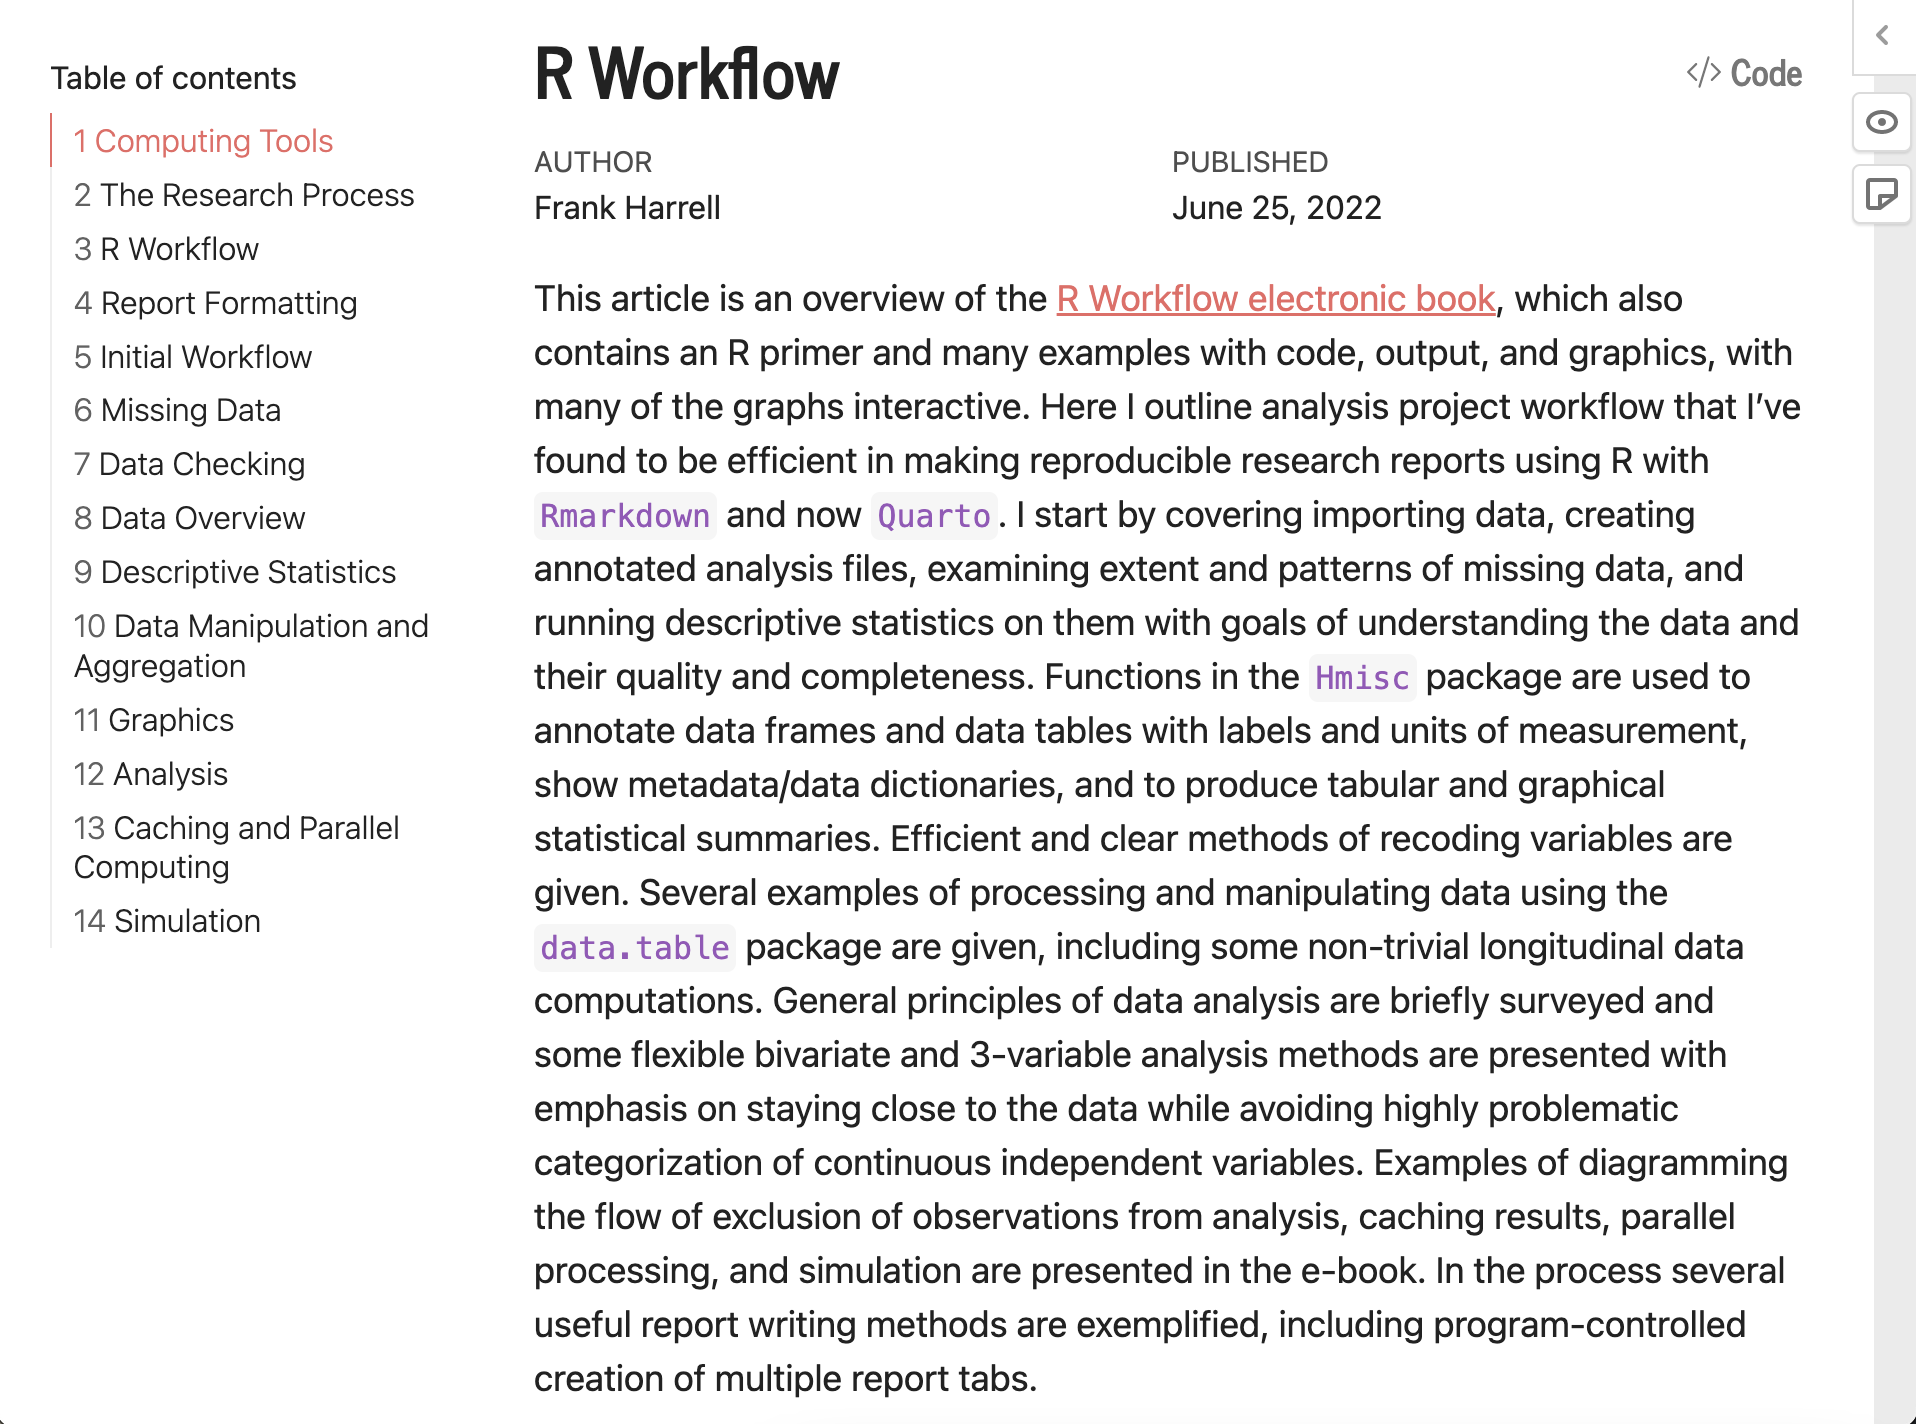 Table of contents
1 Computing Tools
2 The Research Process
3 R Workflow
4 Report Formatting
5 Initial Workflow
6 Missing Data
7 Data Checking
8 Data Overview
9 Descriptive Statistics
10 Data Manipulation and
Aggregation
11 Graphics
12 Analysis
13 Caching and Parallel
Computing
14 Simulation
R Workflow
</> Code
AUTHOR
Frank Harrell
PUBLISHED
June 25, 2022
This article is an overview of the R Workflow electronic book, which also
contains an R primer and many examples with code, output, and graphics, with
many of the graphs interactive. Here I outline analysis project workflow that I’ve
found to be efficient in making reproducible research reports using R with
Rmarkdown and now Quarto. I start by covering importing data, creating
annotated analysis files, examining extent and patterns of missing data, and
running descriptive statistics on them with goals of understanding the data and
their quality and completeness. Functions in the Hmisc package are used to
annotate data frames and data tables with labels and units of measurement,
show metadata/data dictionaries, and to produce tabular and graphical
statistical summaries. Efficient and clear methods of recoding variables are
given. Several examples of processing and manipulating data using the
data.table package are given, including some non-trivial longitudinal data
computations. General principles of data analysis are briefly surveyed and
some flexible bivariate and 3-variable analysis methods are presented with
emphasis on staying close to the data while avoiding highly problematic
categorization of continuous independent variables. Examples of diagramming
the flow of exclusion of observations from analysis, caching results, parallel
processing, and simulation are presented in the e-book. In the process several
useful report writing methods are exemplified, including program-controlled
creation of multiple report tabs.